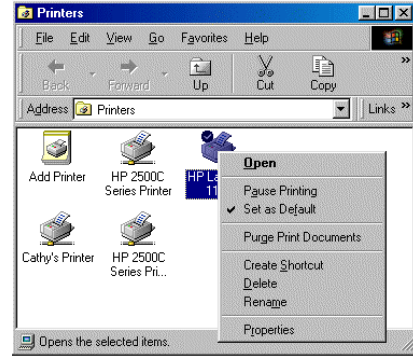 Printers
File Edit View Go Favorites Help
Back Forward Up Cut Copy »
Address Printers Links »
Add Printer HP 2500C HP La
Series Printer 11
Open
Pause Printing
Set as Default
Purge Print Documents
Create Shortcut
Delete
Rename
Properties
Cathy's Printer HP 2500C
Series Pri...
Opens the selected items.